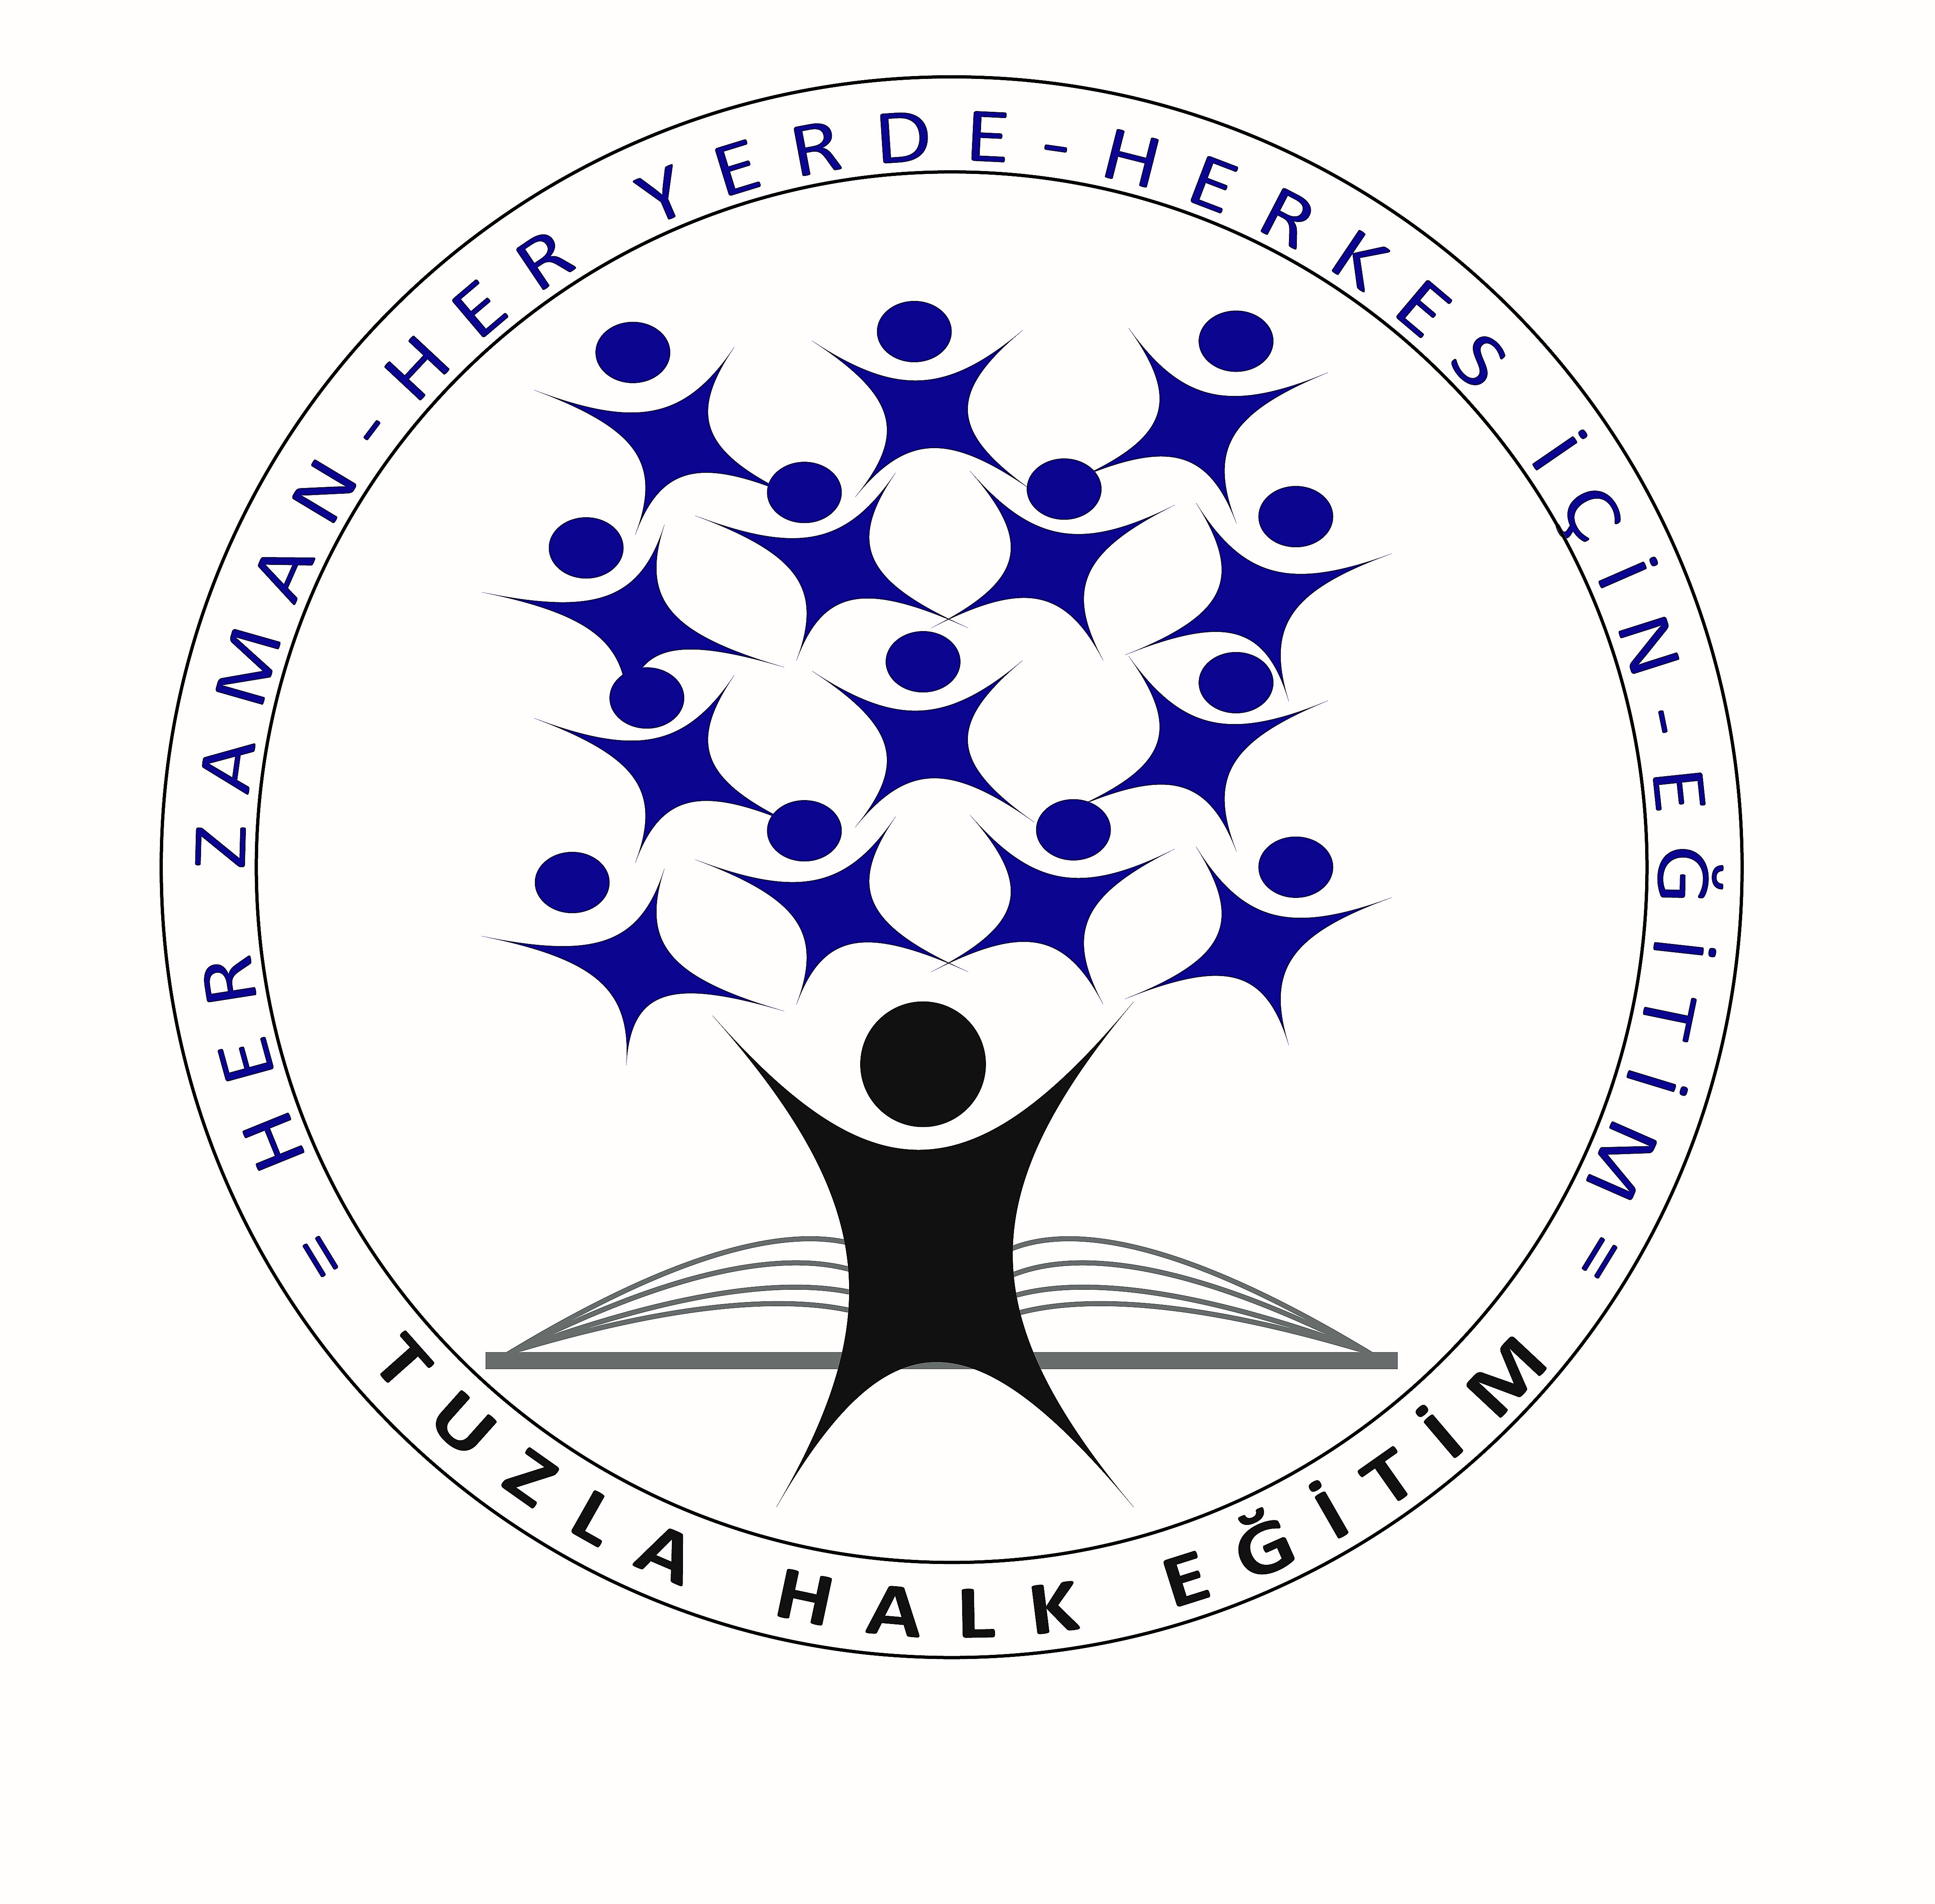 = HER ZAMAN-HER YERDE-HERKES İÇİN-EĞİTİM=
TUZLA HALK EĞİTİM